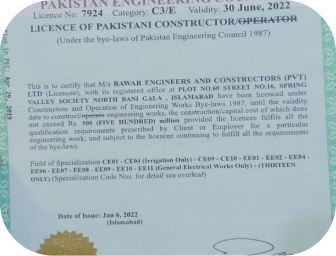 PAKISTAN ENGINEERING
Licence No: 7924 Category: C3/E Validity: 30 June, 2022
LICENCE OF PAKISTANI CONSTRUCTOR/OPERATOR
(Under the bye-laws of Pakistan Engineering Council 1987)
This is to certify that M/s BAWAR ENGINEERS AND CONSTRUCTORS (PVT)
LTD (Licencee), with its registered office at PLOT NO.60 STREET NO.16, SPRING
VALLEY SOCIETY NORTH BANI GALA , ISLAMABAD have been licenced under
Construction and Operation of Engineering Works Bye-laws 1987, until the validity
date to construct/operate engineering works, the construction/capital cost of which does
not exceed Rs. 500 (FIVE HUNDRED) million provided the licencee fulfils all the
qualification requirements prescribed by Client or Employer for a particular
engineering work; and subject to the licencee continuing to fulfil all the requirements
of the bye-laws.
Field of Specialization CE01 - CE04 (Irrigation Only) - CE09 - CE10 - EE01 - EE02 - EE04 -
EE06 - EE07 - EE08 - EE09 - EE10 - EE11 (General Electrical Works Only) - (THIRTEEN
ONLY) (Specialization Code Nos. for detail see overleaf)
Date of Issue: Jan 6, 2022
(Islamabad)